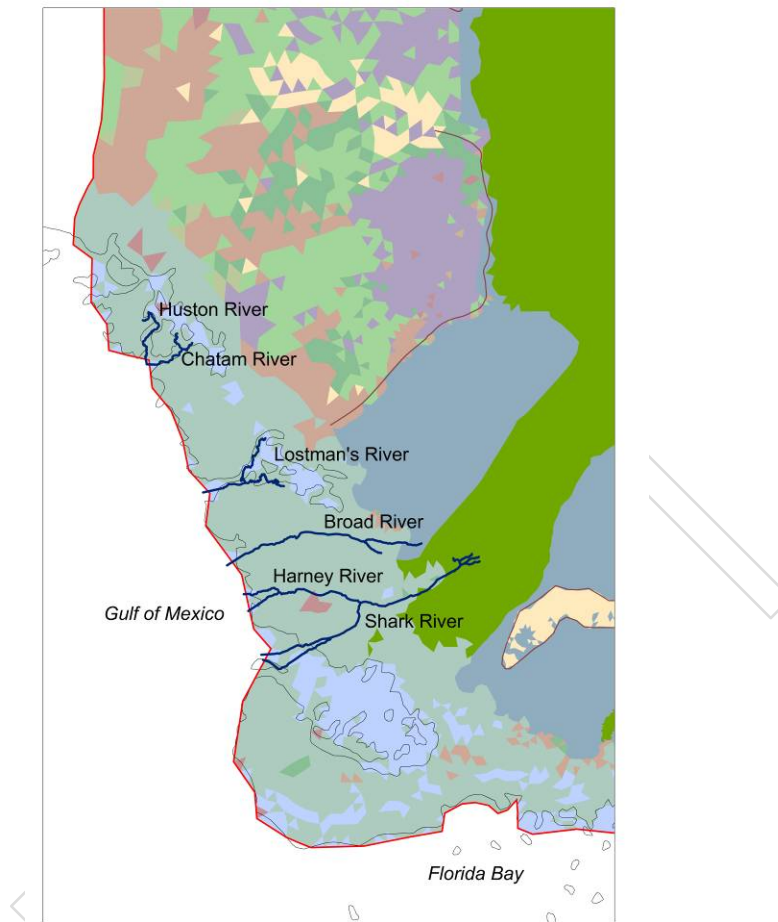 Huston River
Chatam River
Lostman's River
Broad River
Harney River
Gulf of Mexico
Shark River
Florida Bay